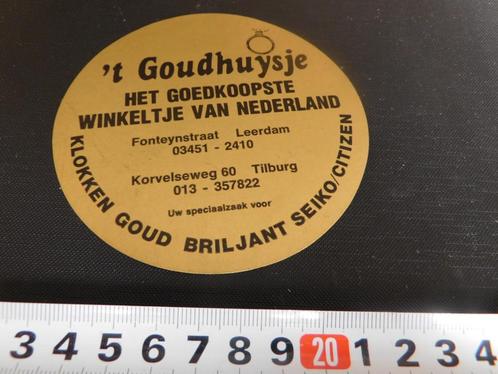 't Goudhuysje
HET GOEDKOOPSTE
WINKELTJE VAN NEDERLAND
Fonteynstraat Leerdam
03451 - 2410
Korvelseweg 60 Tilburg
013 - 357822
Uw speciaalzaak voor
KLOKKEN GOUD BRILJANT SEIKO/CITIZEN
3 4 5 6 7 8 9 20 1 2 3 4